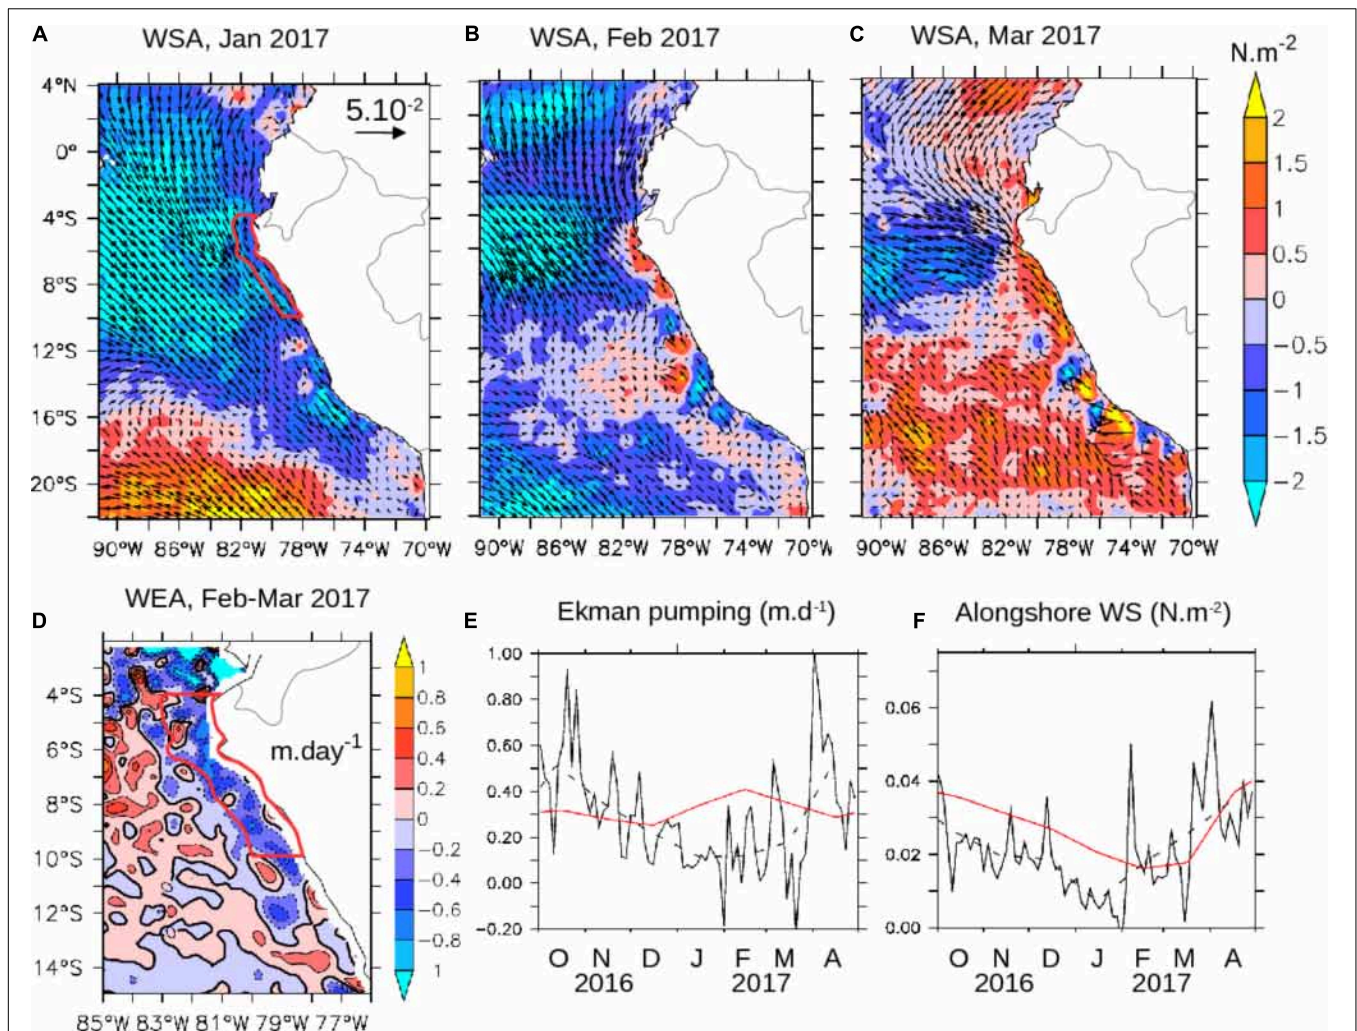 A WSA, Jan 2017 B WSA, Feb 2017 C WSA, Mar 2017
N.m-2
4°N
5.10-2
0°
4°S
8°S
12°S
16°S
20°S
90°W 86°W 82°W 78°W 74°W 70°W
90°W 86°W 82°W 78°W 74°W 70°W
90°W 86°W 82°W 78°W 74°W 70°W
2
1.5
1
0.5
0
−0.5
−1
−1.5
−2
D WEA, Feb-Mar 2017
4°S
6°S
8°S
10°S
12°S
14°S
m.day-1
85°W 83°W 81°W 79°W 77°W
1
0.8
0.6
0.4
0.2
0
−0.2
−0.4
−0.6
−0.8
1
E Ekman pumping (m.d-1)
1.00
0.80
0.60
0.40
0.20
0.00
−0.20
O N D J F M A
2016 2017
F Alongshore WS (N.m-2)
0.06
0.04
0.02
0.00
O N D J F M A
2016 2017